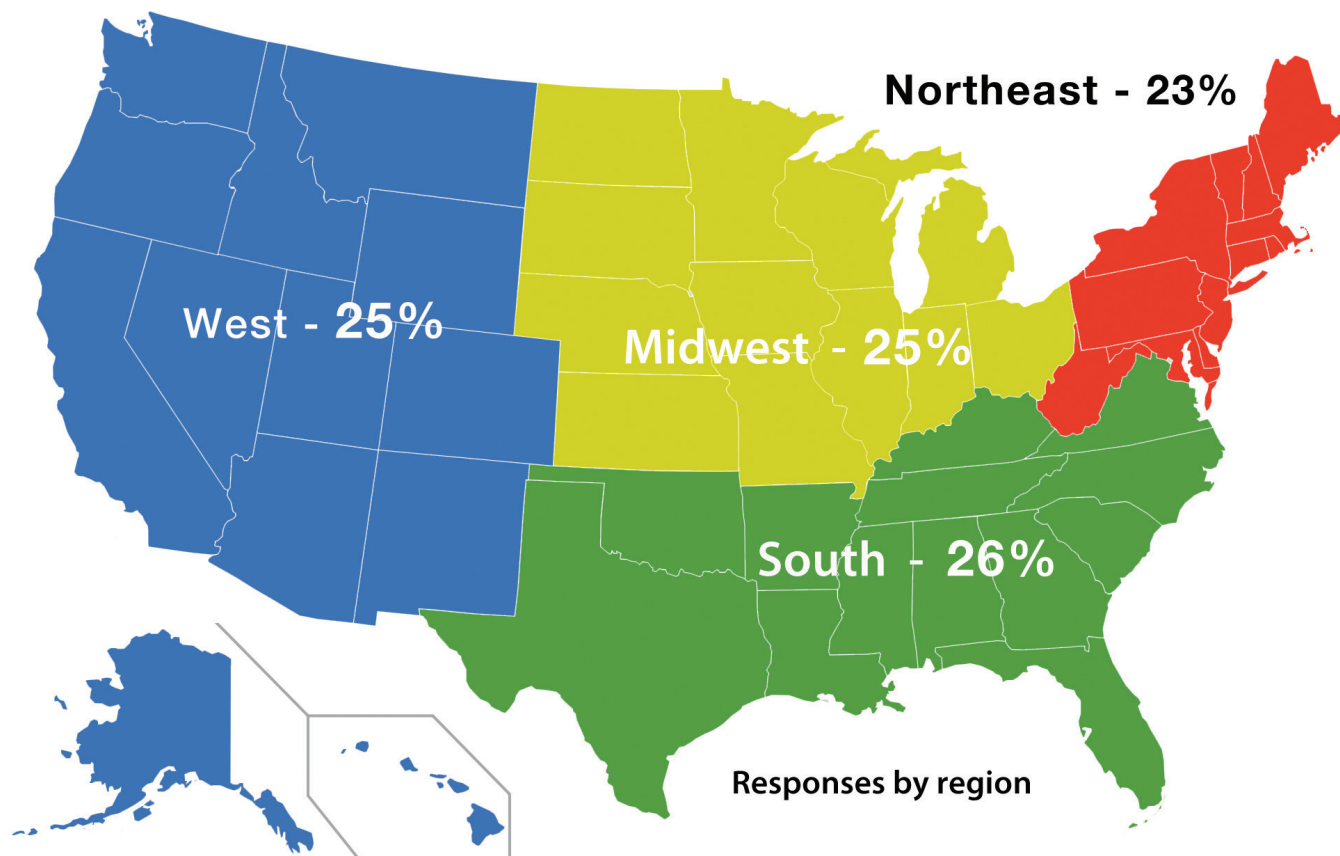 Northeast - 23%
West - 25%
Midwest - 25%
South - 26%
Responses by region